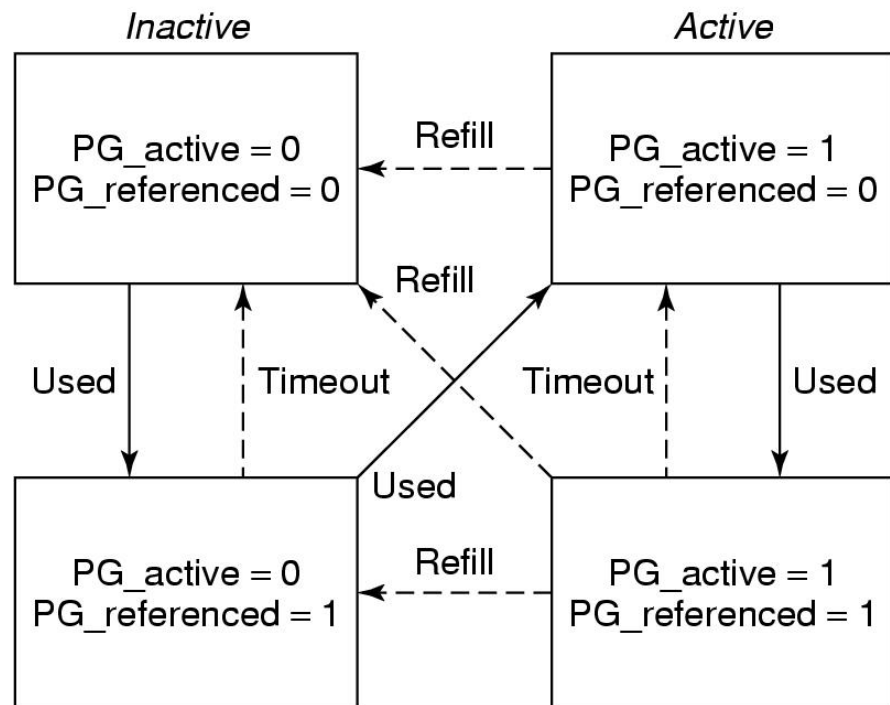 Inactive
Active
PG_active = 0
PG_referenced = 0
Refill
PG_active = 1
PG_referenced = 0
Refill
Used
Timeout
Timeout
Used
Used
PG_active = 0
PG_referenced = 1
Refill
PG_active = 1
PG_referenced = 1